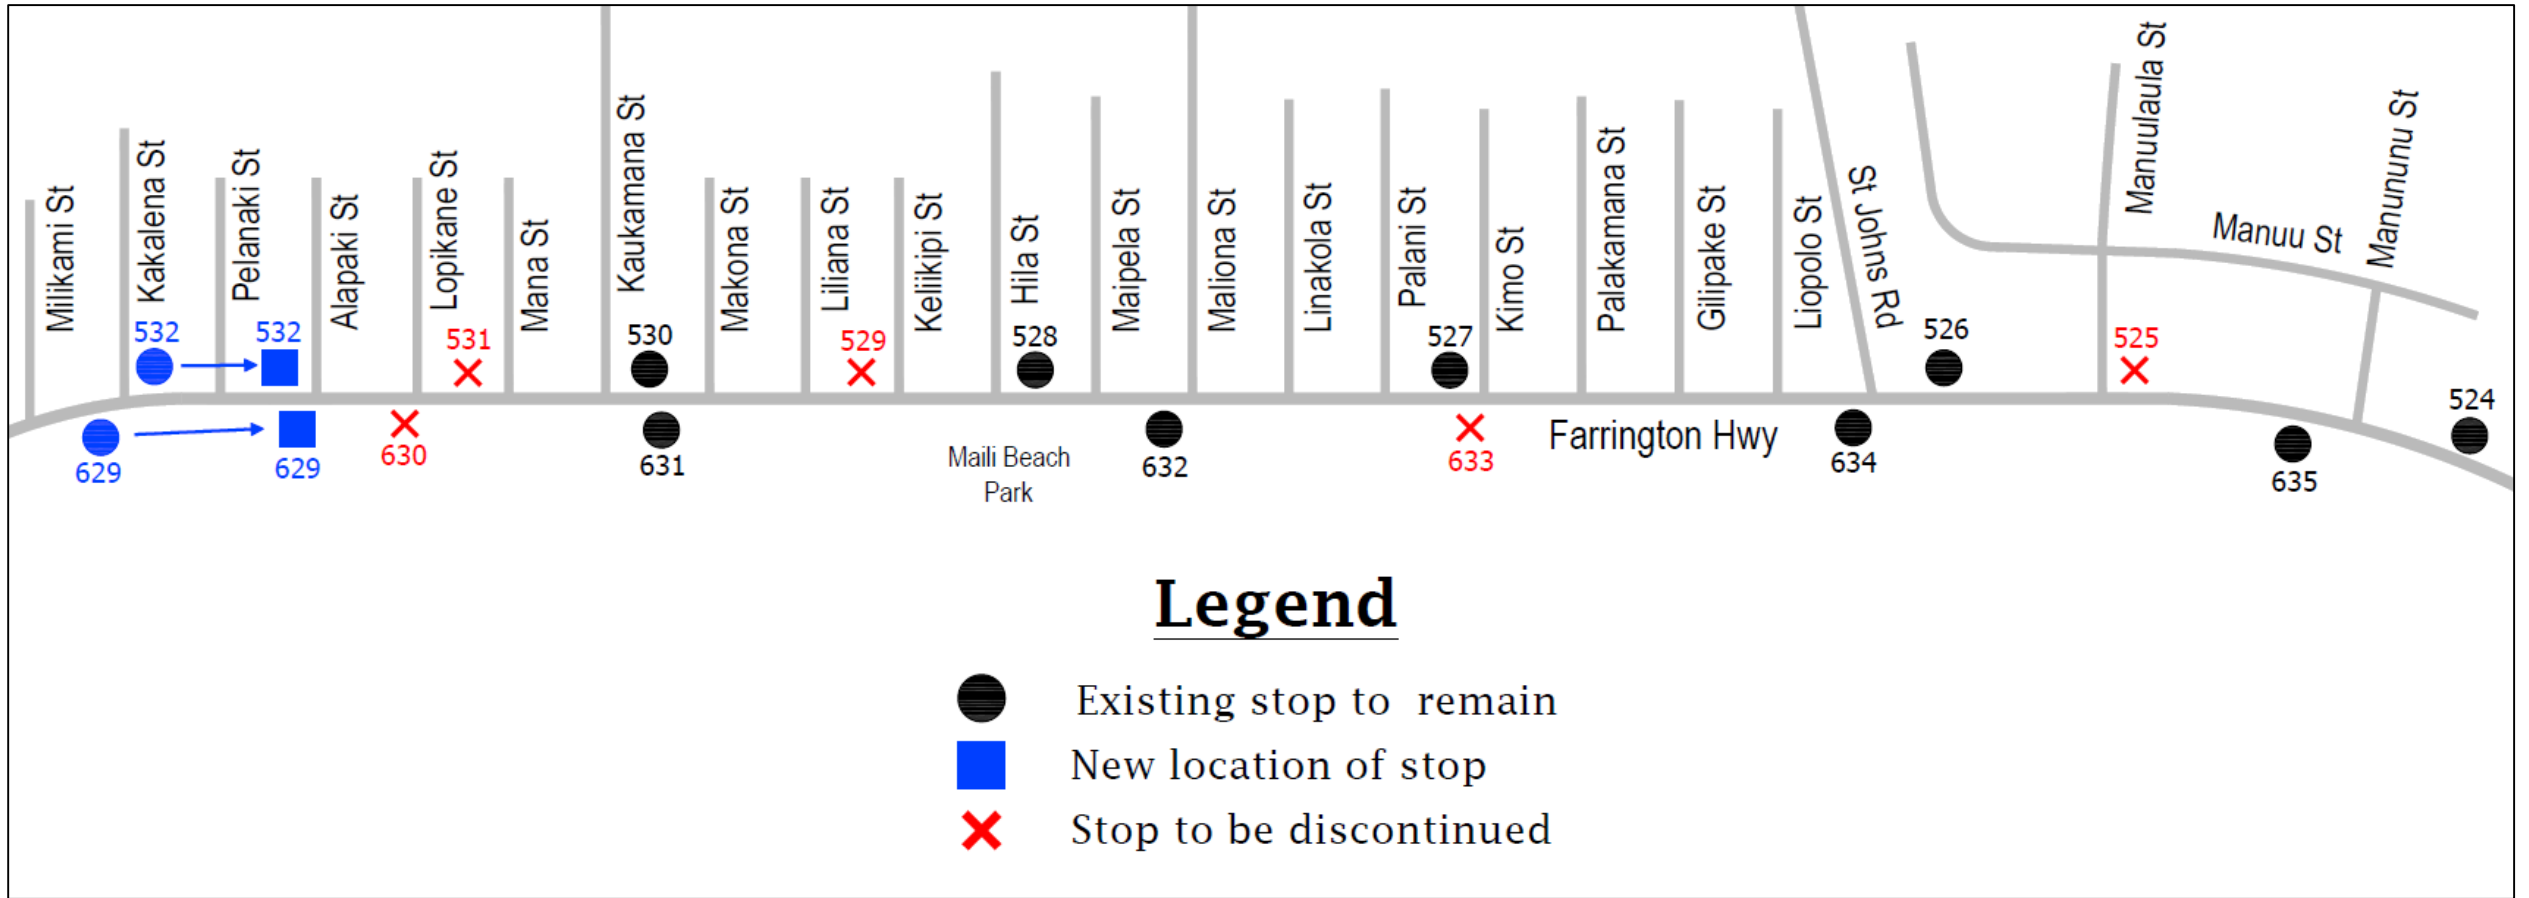 Milikami St
Kakalena St
Pelanaki St
Alapaki St
Lopikane St
Mana St
Kaukamana St
Makona St
Liliana St
Keliikipi St
Hila St
Maipela St
Maliona St
Linakola St
Palani St
Kimo St
Palakamana St
Gilipake St
Liopolo St
St Johns Rd
Manuulaula St
Manuu St
Manununu St
532
532
531
530
529
528
527
526
525
524
629
629
630
631
Maili Beach
Park
632
633
Farrington Hwy
634
635
Legend
Existing stop to remain
New location of stop
Stop to be discontinued